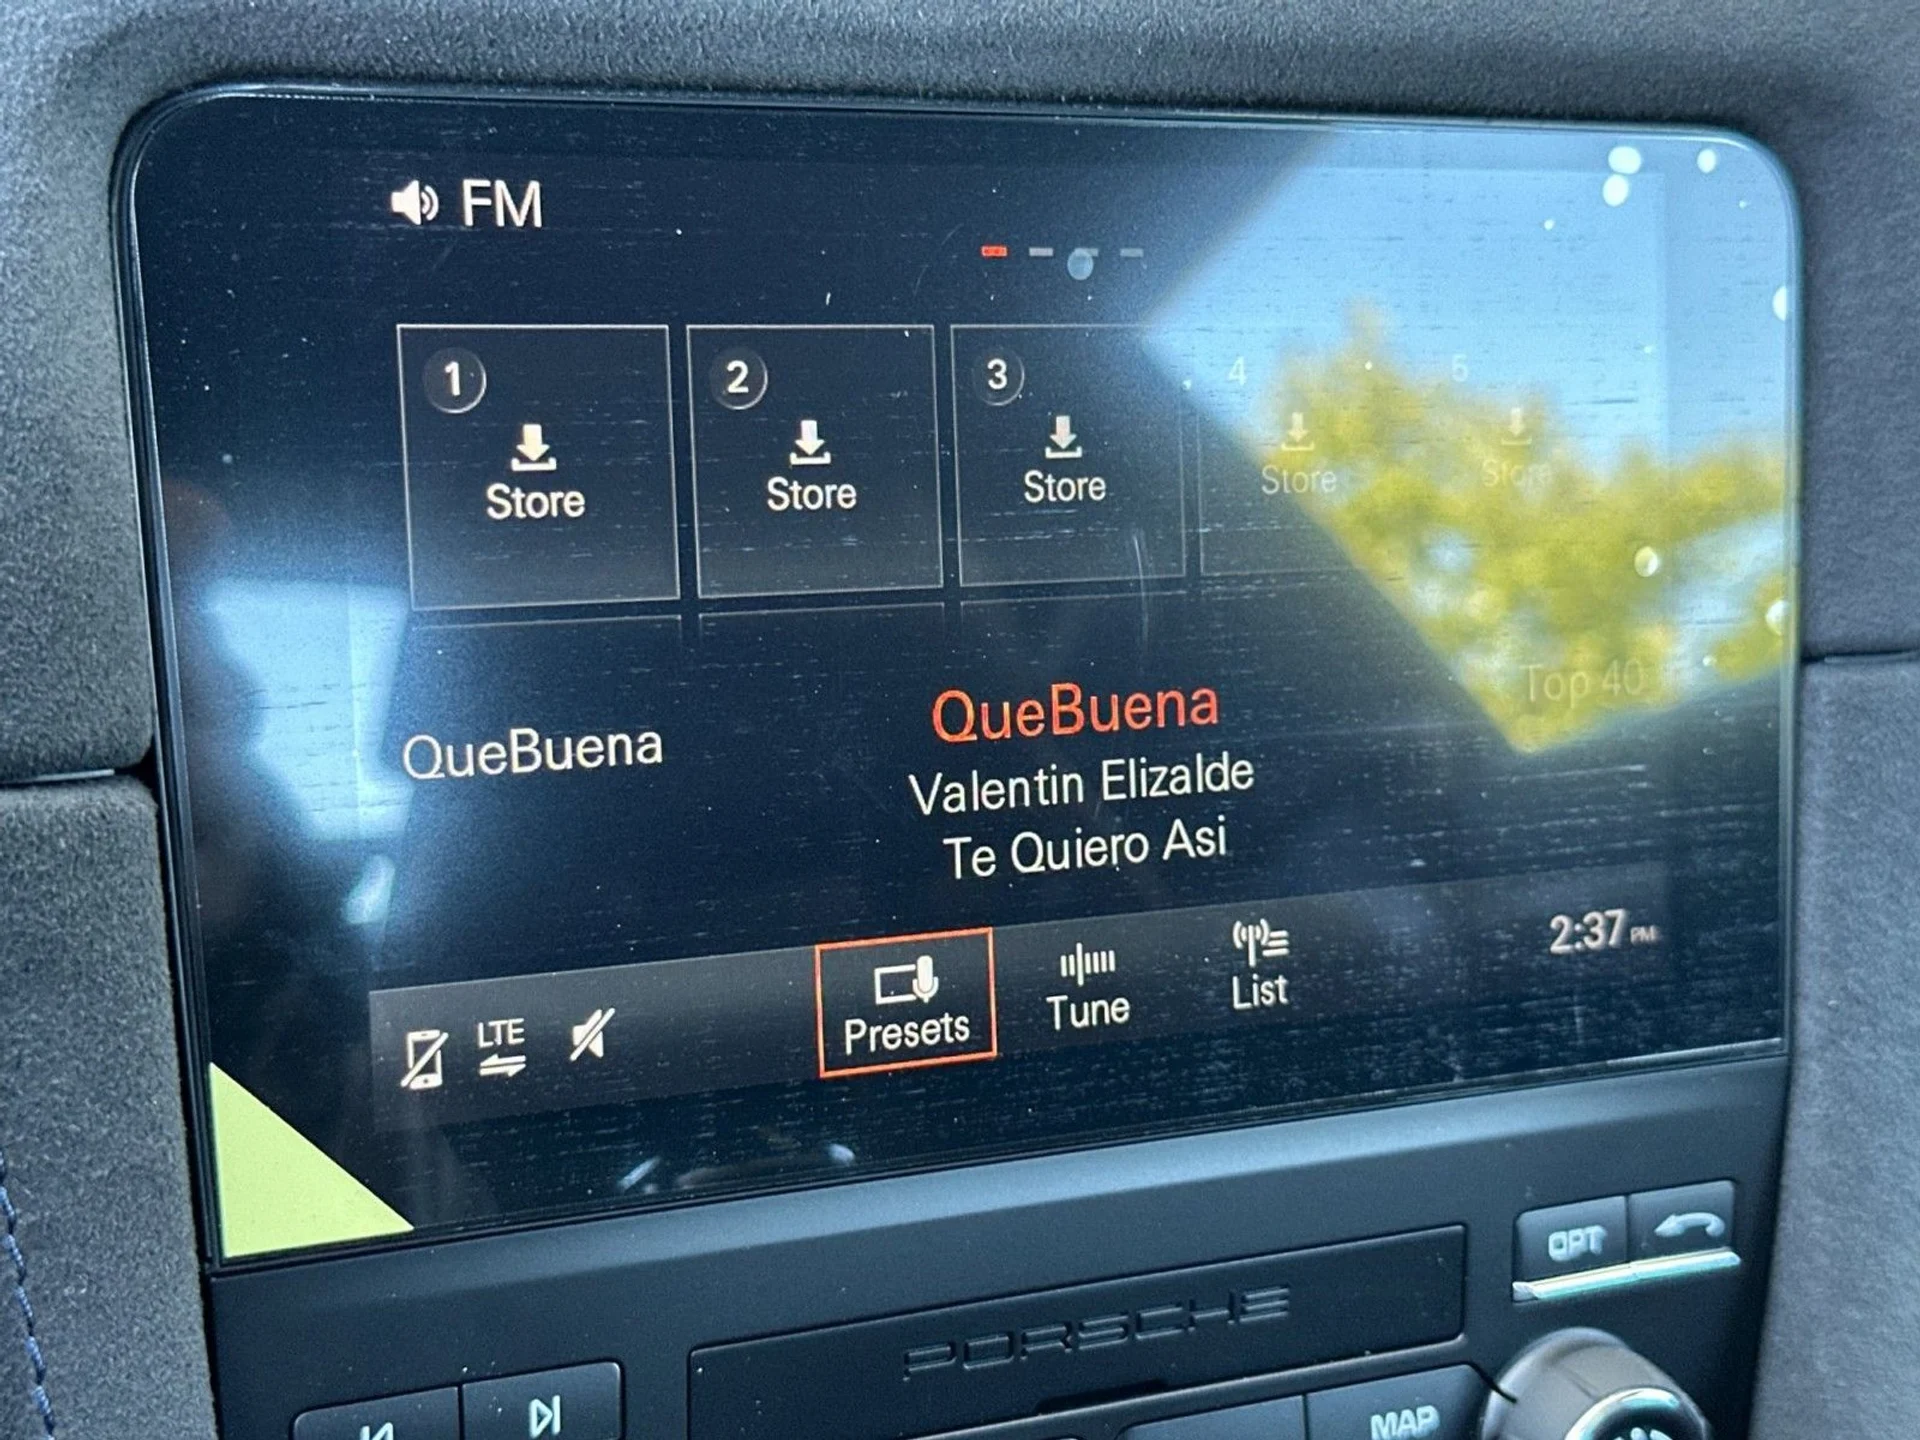 FM
1
2
3
4
5
Store
Store
Store
Store
Store
QueBuena
QueBuena
Top 40
Valentin Elizalde
Te Quiero Asi
LTE
Presets
Tune
List
2:37 PM
OPT
PORSCHE
MAP